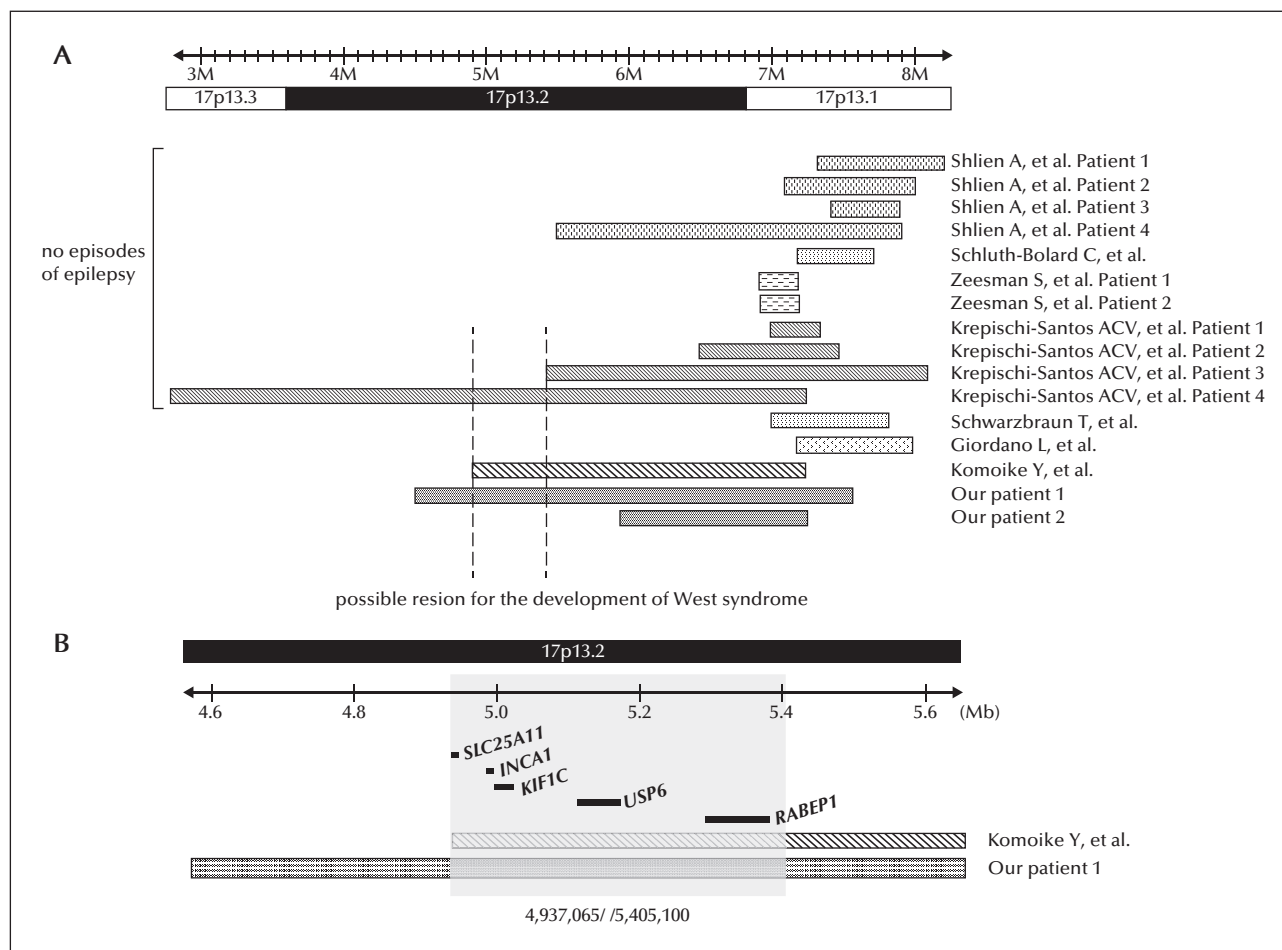 A
3M 4M 5M 6M 7M 8M
17p13.3 17p13.2 17p13.1
no episodes
of epilepsy
Shlien A, et al. Patient 1
Shlien A, et al. Patient 2
Shlien A, et al. Patient 3
Shlien A, et al. Patient 4
Schluth-Bolard C, et al.
Zeesman S, et al. Patient 1
Zeesman S, et al. Patient 2
Krepischi-Santos ACV, et al. Patient 1
Krepischi-Santos ACV, et al. Patient 2
Krepischi-Santos ACV, et al. Patient 3
Krepischi-Santos ACV, et al. Patient 4
Schwarzbraun T, et al.
Giordano L, et al.
Komoike Y, et al.
Our patient 1
Our patient 2
possible resion for the development of West syndrome
B
17p13.2
4.6 4.8 5.0 5.2 5.4 5.6 (Mb)
SLC25A11
INCA1
KIF1C
USP6
RABEP1
Komoike Y, et al.
Our patient 1
4,937,065/ /5,405,100